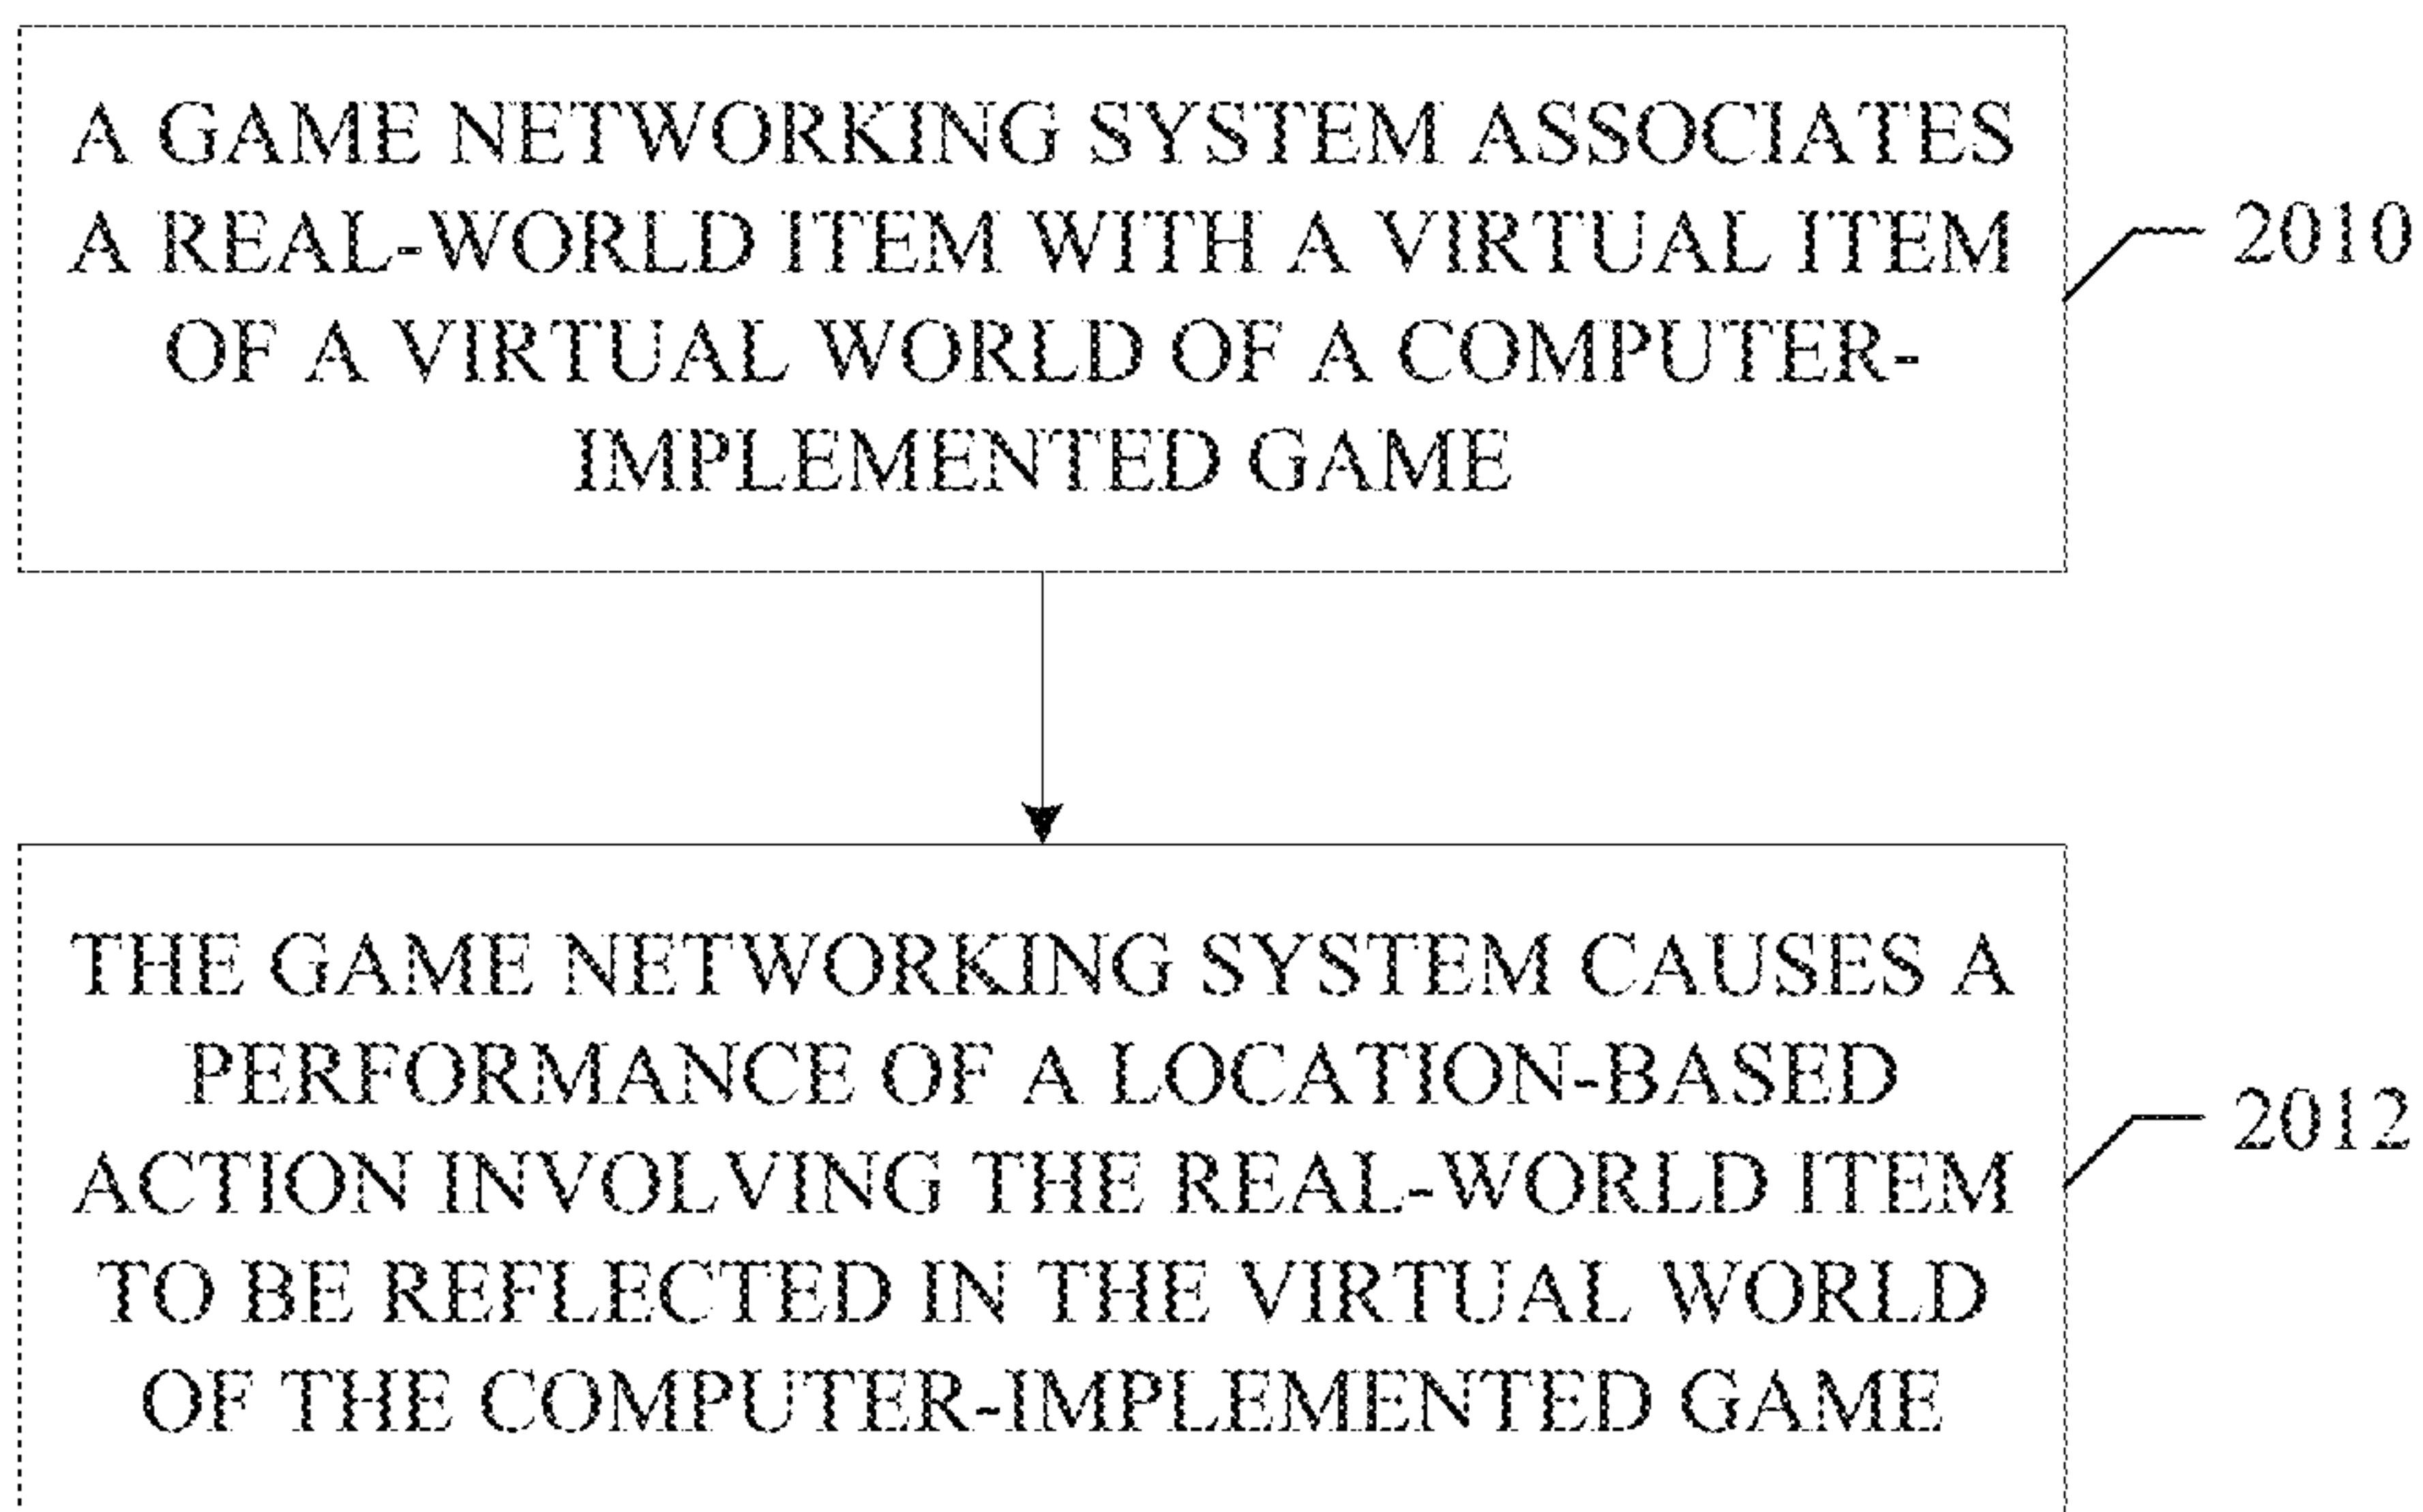 A GAME NETWORKING SYSTEM ASSOCIATES
A REAL-WORLD ITEM WITH A VIRTUAL ITEM
OF A VIRTUAL WORLD OF A COMPUTER-
IMPLEMENTED GAME
2010
THE GAME NETWORKING SYSTEM CAUSES A
PERFORMANCE OF A LOCATION-BASED
ACTION INVOLVING THE REAL-WORLD ITEM
TO BE REFLECTED IN THE VIRTUAL WORLD
OF THE COMPUTER-IMPLEMENTED GAME
2012